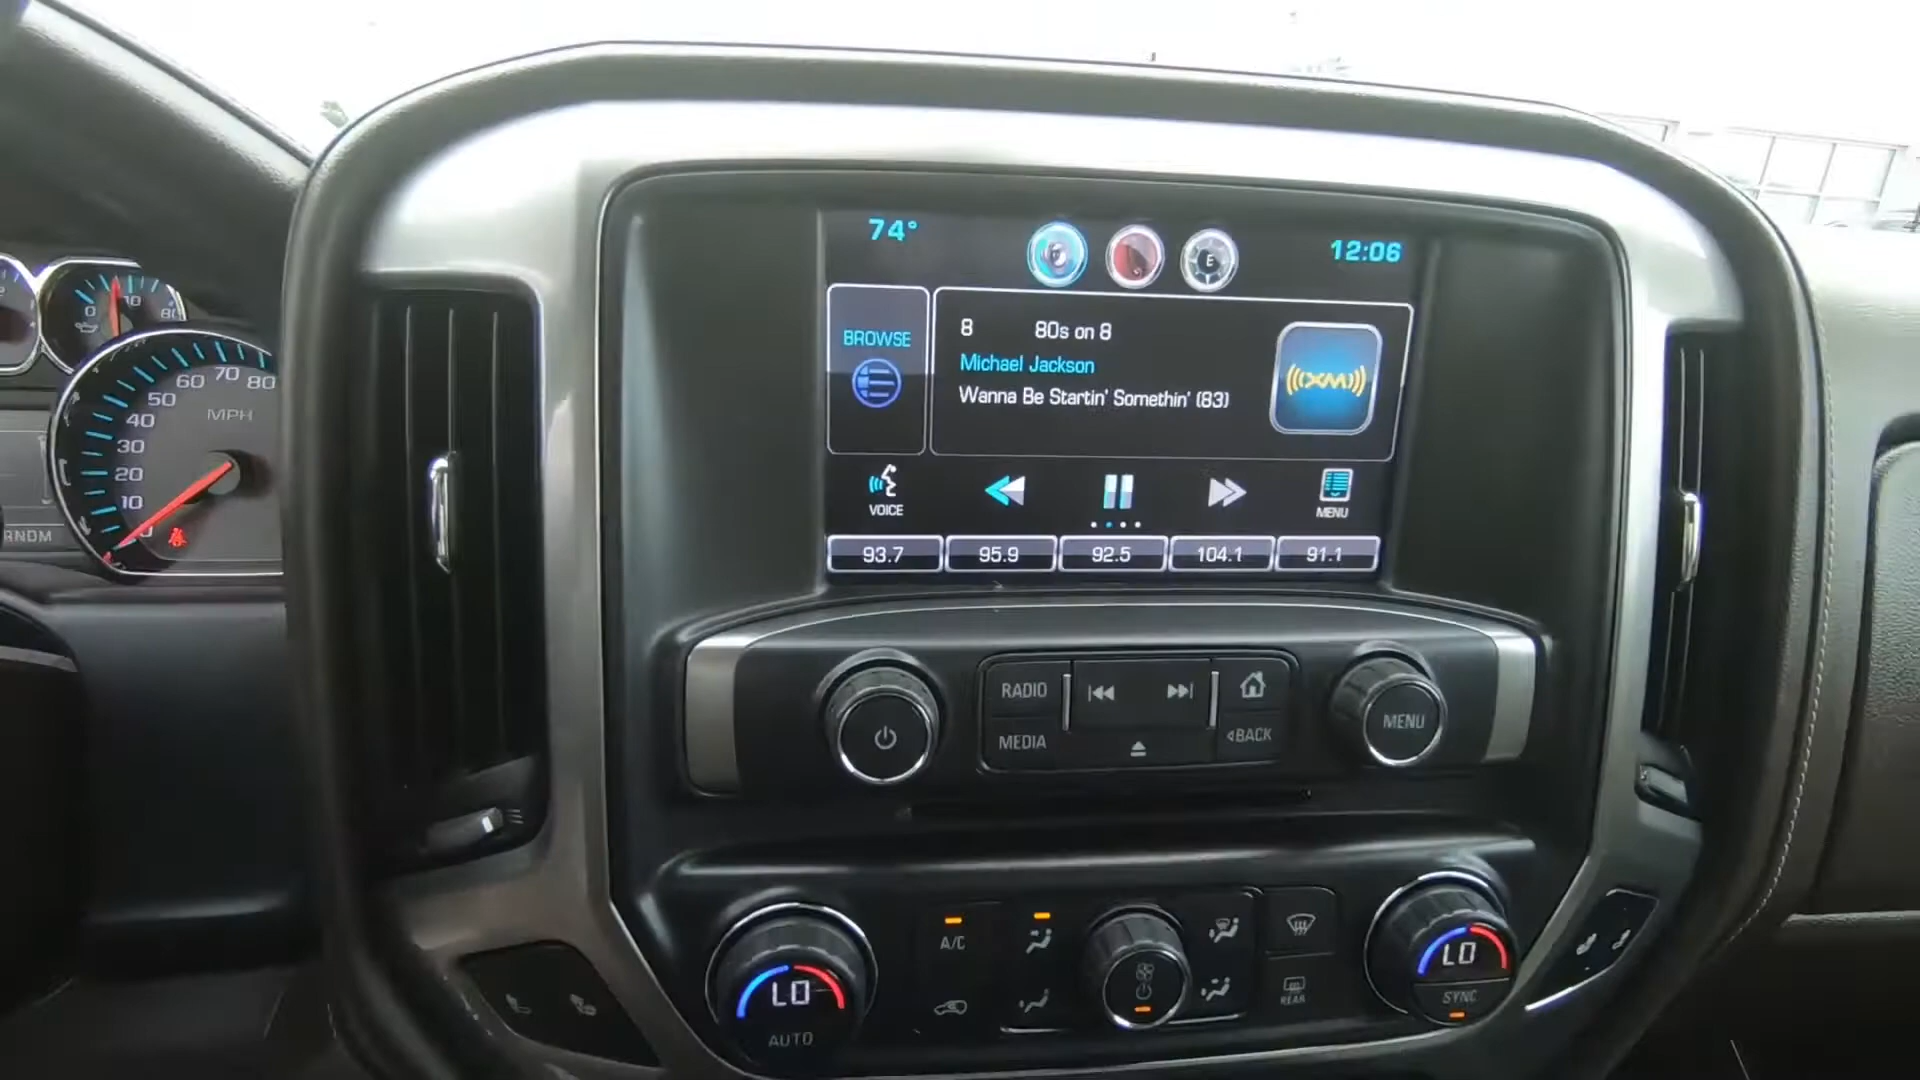 74°
E
12:06
BROWSE
8 80s on 8
Michael Jackson
Wanna Be Startin' Somethin' (83)
((XM))
VOICE
MENU
93.7 95.9 92.5 104.1 91.1
0 80
80
70
60
50
40
30
20
10
MPH
RNDM
RADIO
MEDIA
BACK
MENU
A/C
LO
AUTO
REAR
LO
SYNC